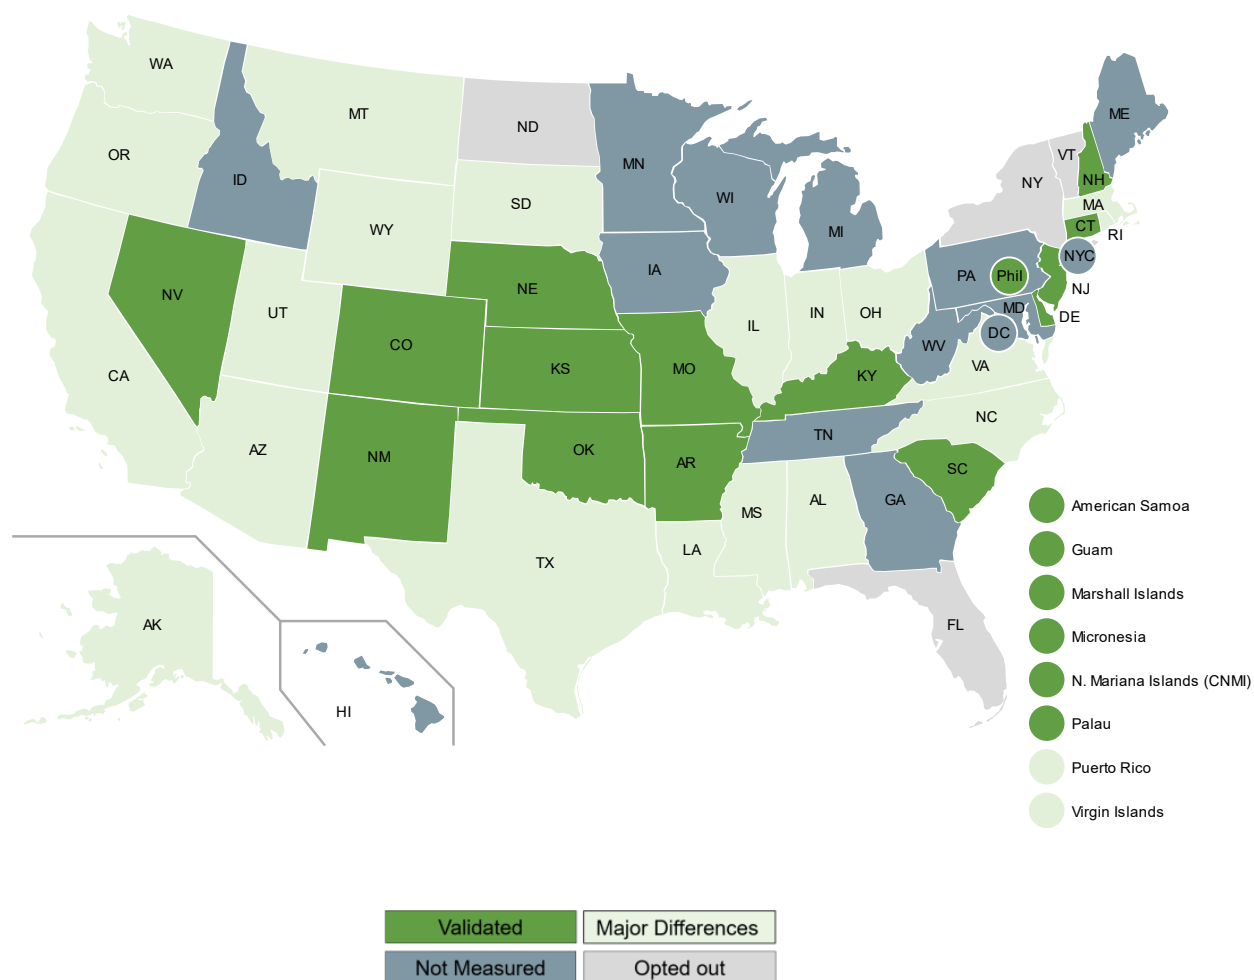 WA
MT
ND
ME
OR
MN
VT
ID
NY
NH
SD
WI
MA
WY
MI
CT
RI
NYC
IA
PA
Phil
NV
NE
NJ
UT
IL
IN
OH
MD
DE
CO
DC
WV
CA
KS
MO
KY
VA
NC
TN
AZ
NM
OK
AR
SC
MS
AL
GA
American Samoa
LA
Guam
TX
Marshall Islands
AK
FL
Micronesia
N. Mariana Islands (CNMI)
HI
Palau
Puerto Rico
Virgin Islands
Validated
Major Differences
Not Measured
Opted out